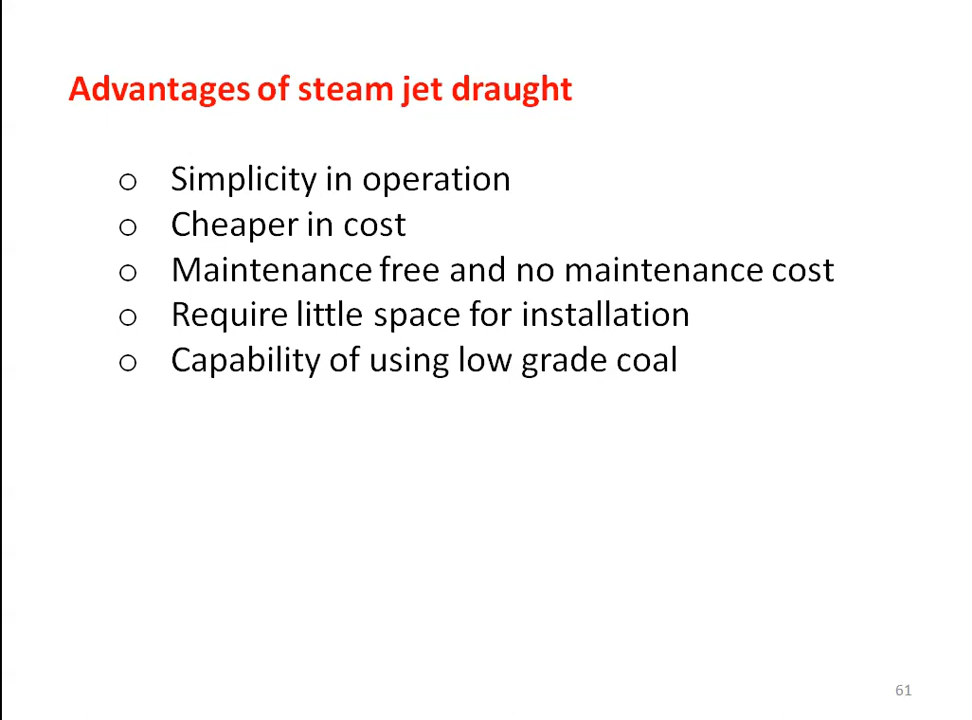 Advantages of steam jet draught
o Simplicity in operation
o Cheaper in cost
o Maintenance free and no maintenance cost
o Require little space for installation
o Capability of using low grade coal
61